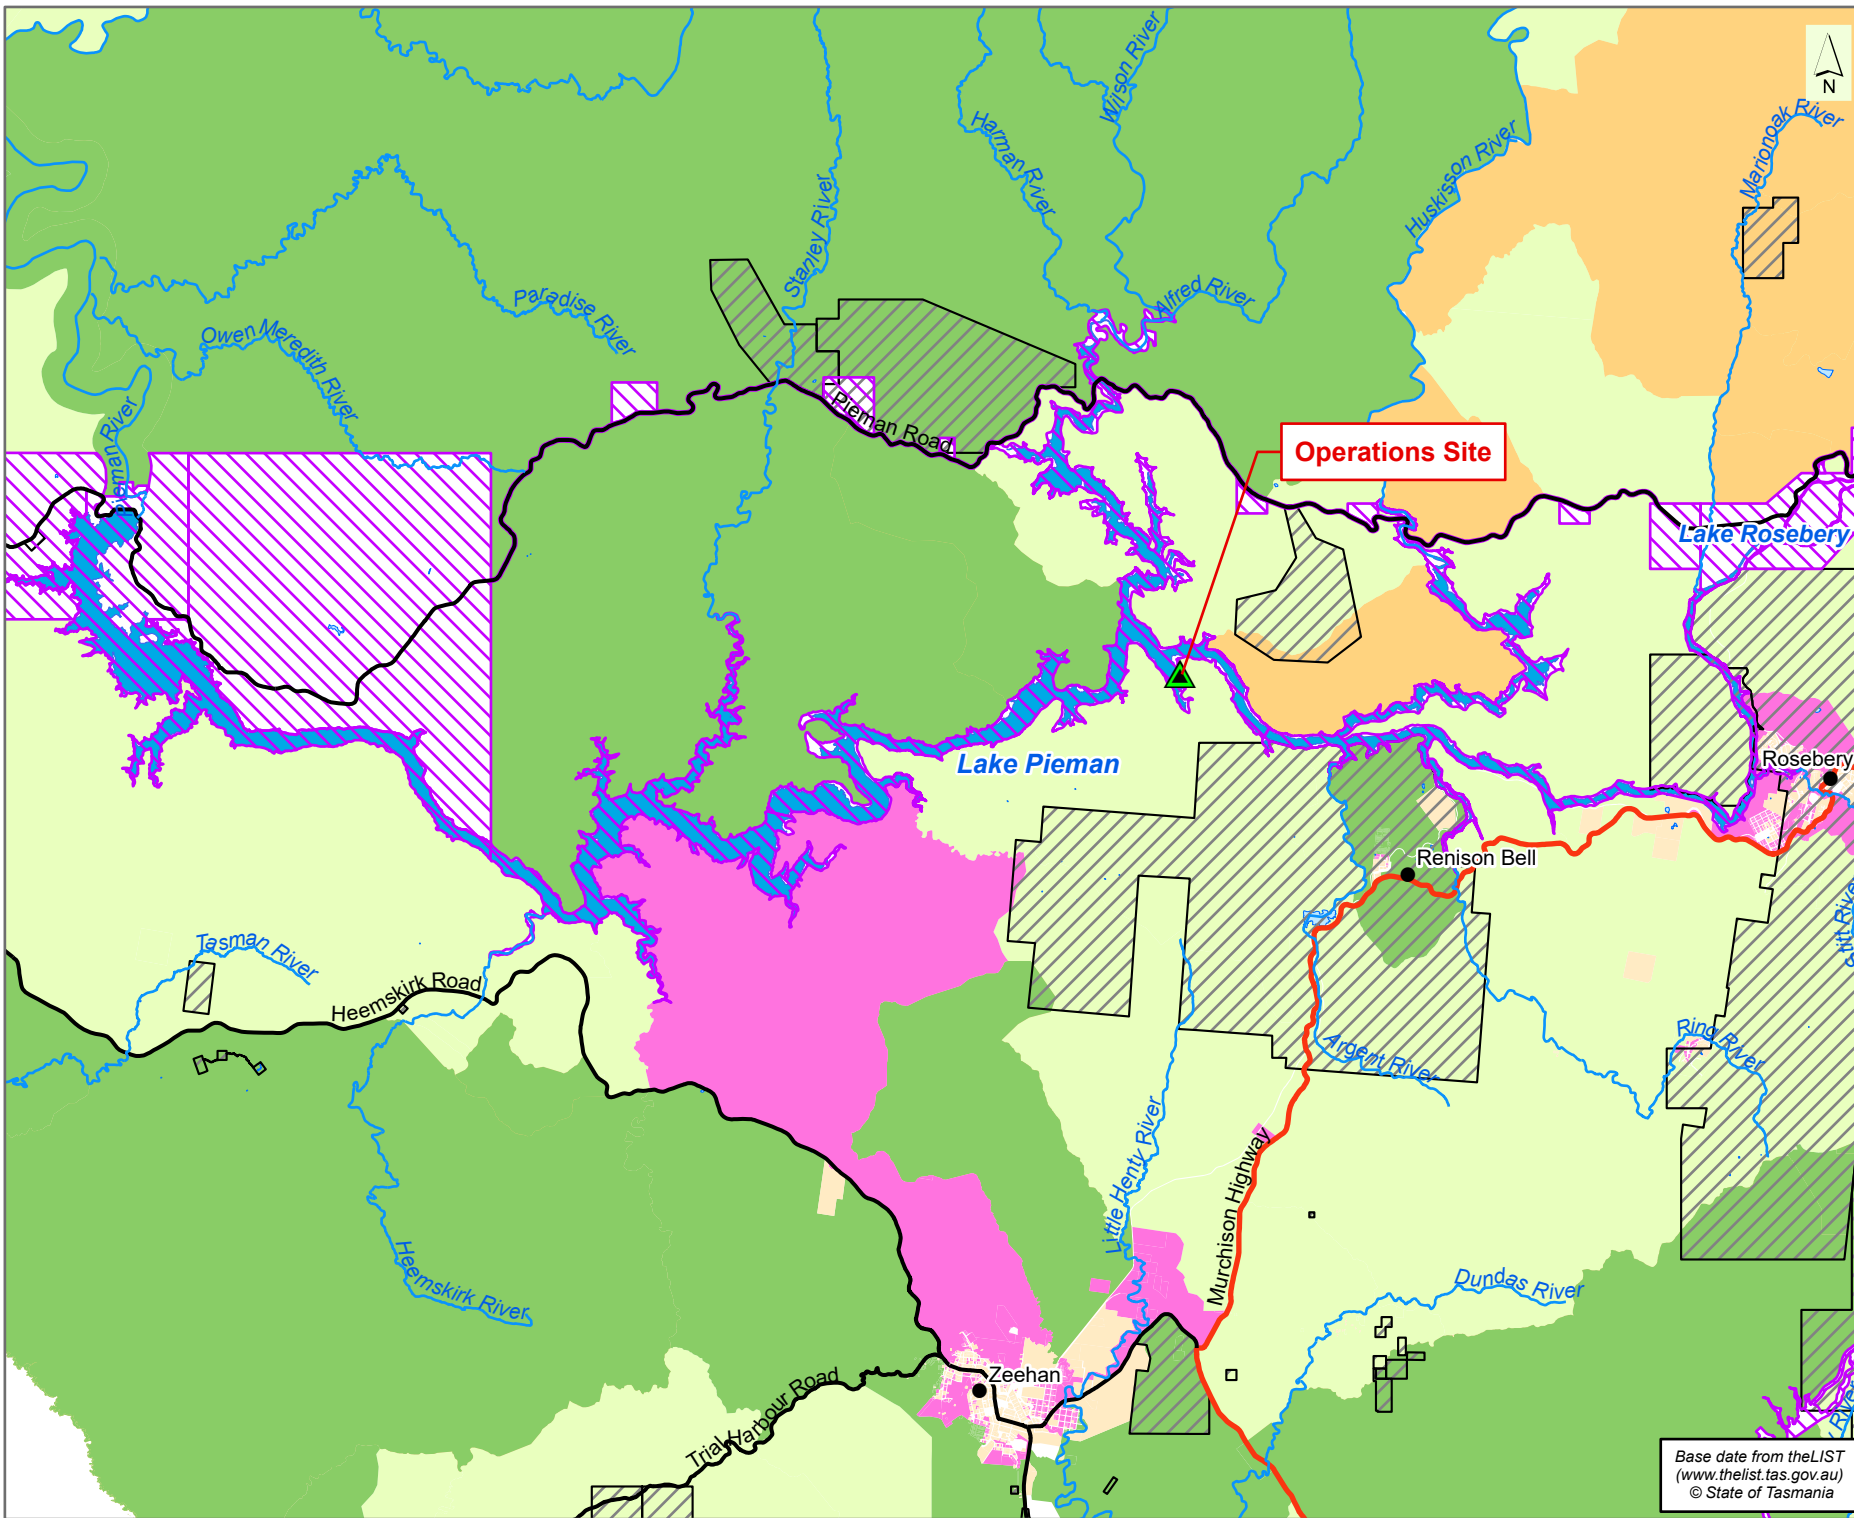 N
Wilson River
Harman River
Marionoak River
Huskisson River
Stanley River
Alfred River
Paradise River
Owen Meredith River
Pieman River
Pieman Road
Operations Site
Lake Rosebery
Lake Pieman
Rosebery
Renison Bell
Stitt River
Tasman River
Heemskirk Road
Ring River
Argent River
Little Henty River
Murchison Highway
Heemskirk River
Dundas River
Zeehan
Trial Harbour Road
River
Base date from theLIST
(www.thelist.tas.gov.au)
© State of Tasmania